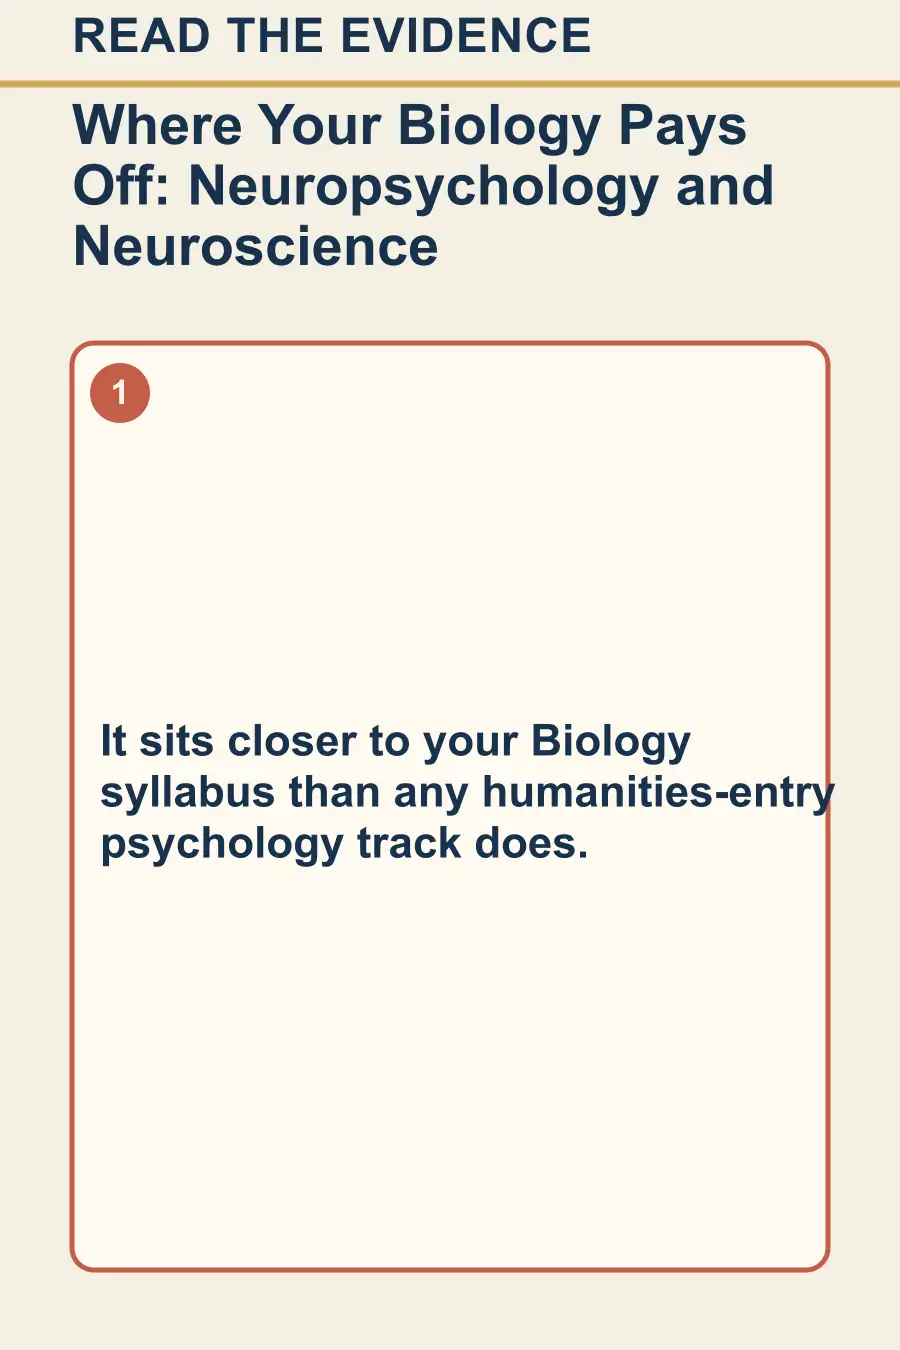 READ THE EVIDENCE
Where Your Biology Pays
Off: Neuropsychology and
Neuroscience
1
It sits closer to your Biology
syllabus than any humanities-entry
psychology track does.